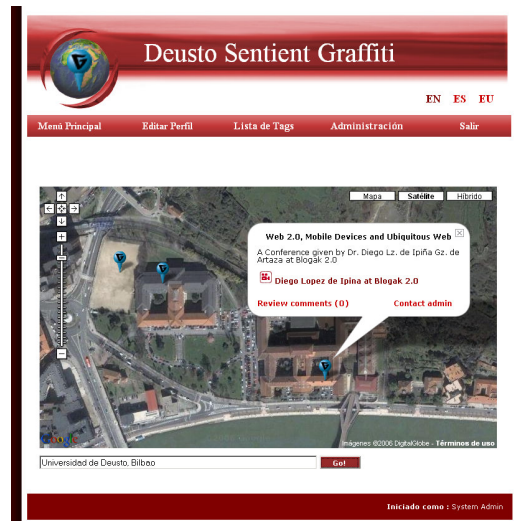 Deusto Sentient Graffiti
EN ES EU
Menú Principal Editar Perfil Lista de Tags Administración Salir
Mapa Satélite Híbrido
Web 2.0, Mobile Devices and Ubiquitous Web
A Conference given by Dr. Diego Lz. de Ipiña Gz. de
Artaza at Blogak 2.0
Diego Lopez de Ipina at Blogak 2.0
Review comments (0) Contact admin
Google
Imágenes ©2006 DigitalGlobe - Términos de uso
Universidad de Deusto, Bilbao Go!
Iniciado como : System Admin